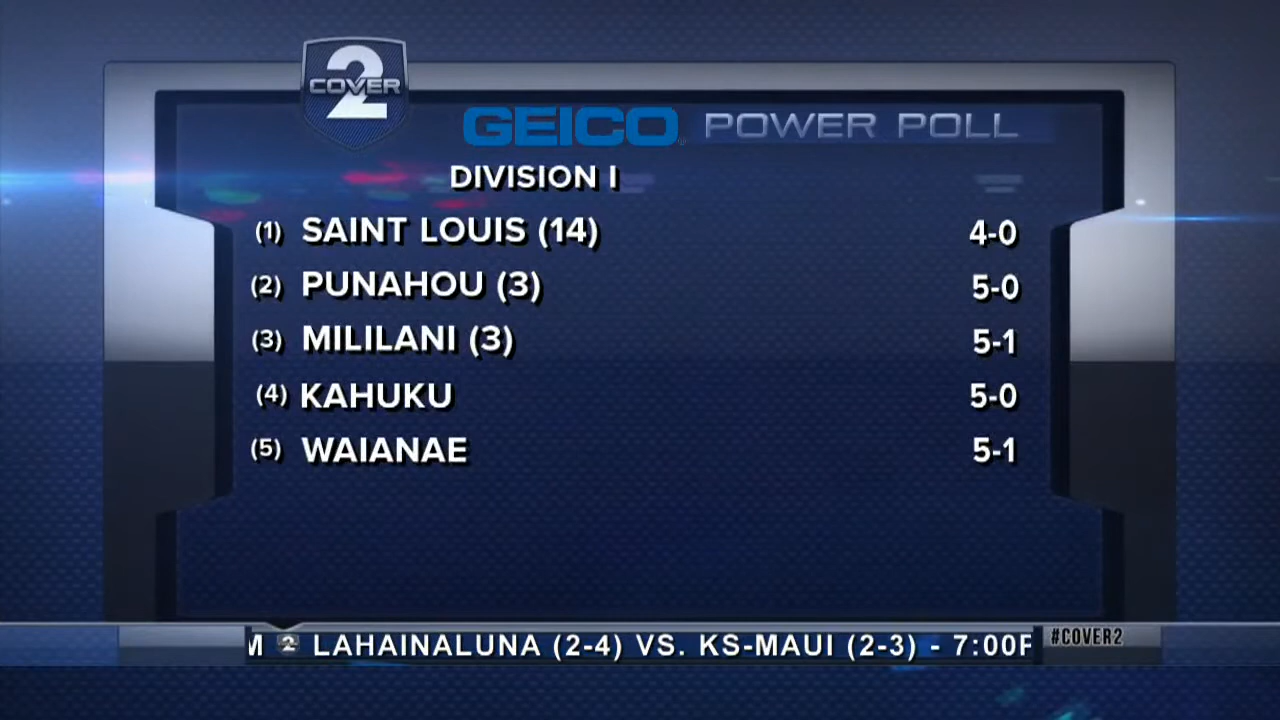 2
COVER
GEICO POWER POLL
DIVISION I
(1) SAINT LOUIS (14) 4-0
(2) PUNAHOU (3) 5-0
(3) MILILANI (3) 5-1
(4) KAHUKU 5-0
(5) WAIANAE 5-1
M 2 LAHAINALUNA (2-4) VS. KS-MAUI (2-3) - 7:00P
#COVER2